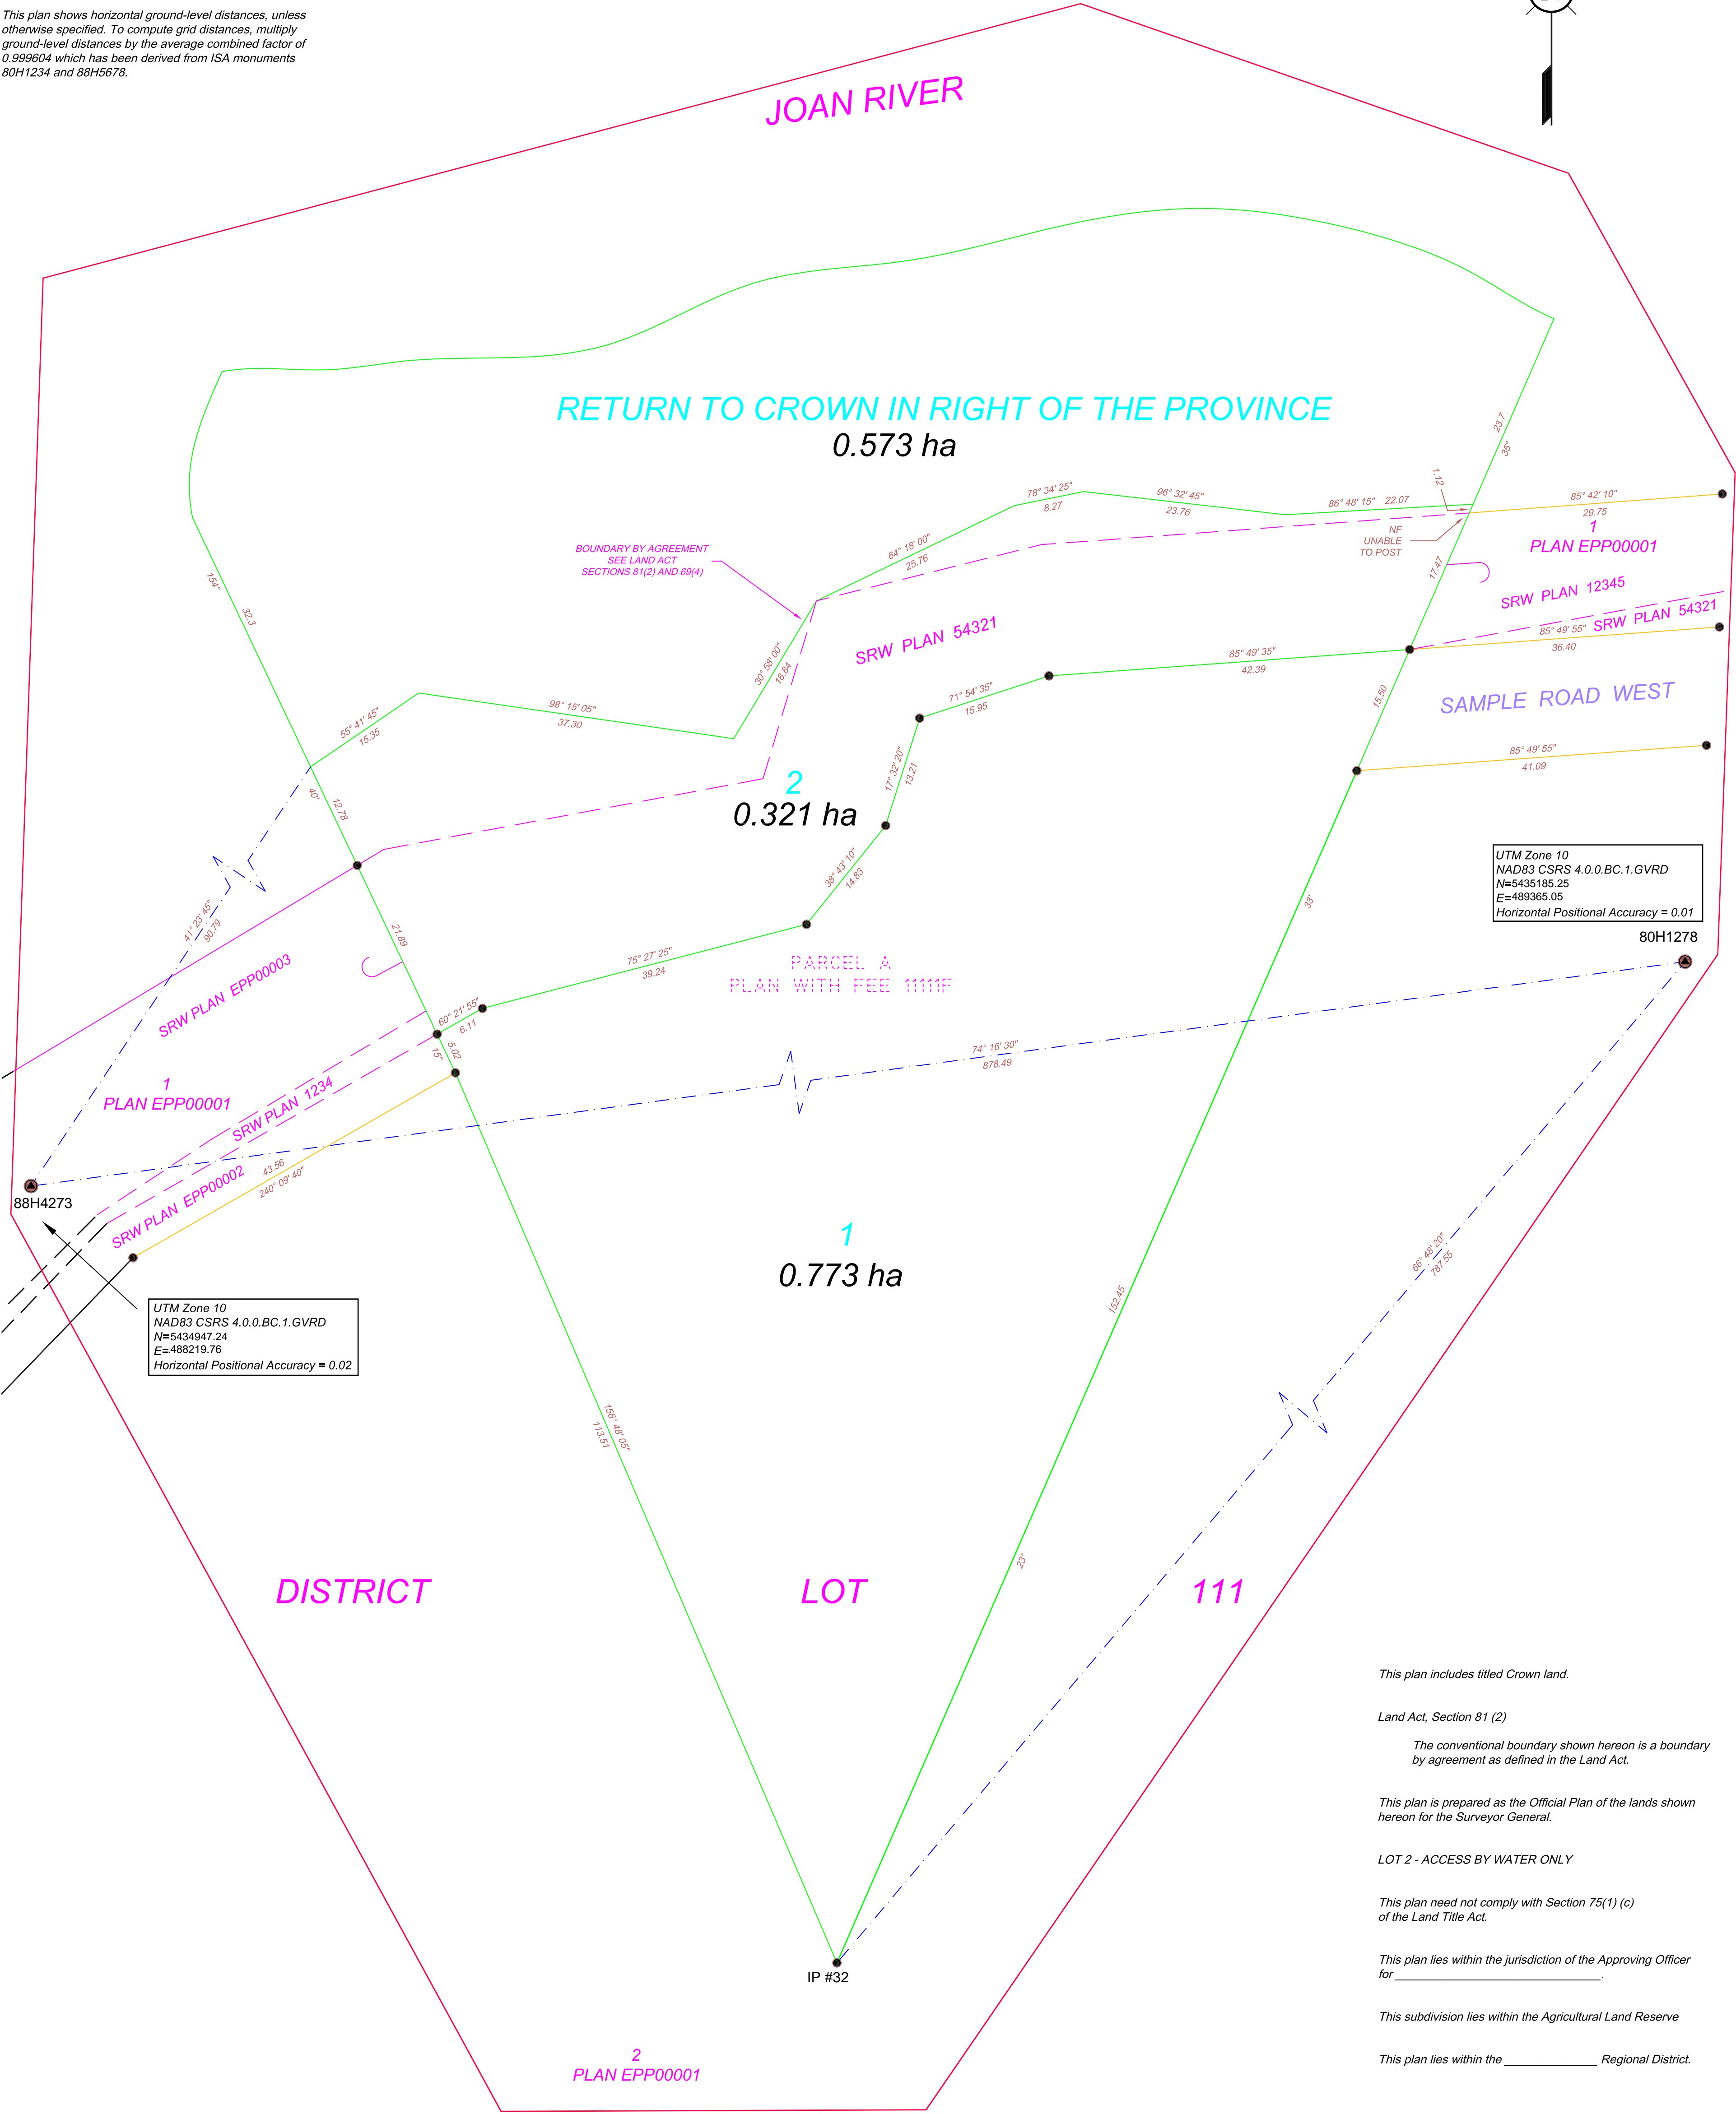 This plan shows horizontal ground-level distances, unless
otherwise specified. To compute grid distances, multiply
ground-level distances by the average combined factor of
0.999604 which has been derived from ISA monuments
80H1234 and 88H5678.
JOAN RIVER
RETURN TO CROWN IN RIGHT OF THE PROVINCE
0.573 ha
23.7
35"
1.12
78° 34' 25"
8.27
96° 32' 45"
23.76
86° 48' 15" 22.07
85° 42' 10"
29.75
1
PLAN EPP00001
NF
UNABLE
TO POST
BOUNDARY BY AGREEMENT
SEE LAND ACT
SECTIONS 81(2) AND 69(4)
64° 18' 00"
25.76
17.47
154°
32.3
SRW PLAN 12345
SRW PLAN 54321
SRW PLAN 54321
85° 49' 55"
36.40
30° 58' 00"
18.84
85° 49' 35"
42.39
71° 54' 35"
15.95
15.50
SAMPLE ROAD WEST
55° 41' 45"
15.35
98° 15' 05"
37.30
85° 49' 55"
41.09
17° 32' 20"
13.21
40'
12.78
2
0.321 ha
38° 43' 10"
14.83
UTM Zone 10
NAD83 CSRS 4.0.0.BC.1.GVRD
N=5435185.25
E=489365.05
Horizontal Positional Accuracy = 0.01
80H1278
33'
41° 23' 45"
90.79
21.89
75° 27' 25"
39.24
PARCEL A
PLAN WITH FEE 11111F
SRW PLAN EPP00003
60° 21' 55"
6.11
15"
5.02
74° 16' 30"
878.49
1
PLAN EPP00001
SRW PLAN 1234
43.56
240° 09' 40"
SRW PLAN EPP00002
88H4273
1
0.773 ha
66° 48' 20"
787.55
152.45
UTM Zone 10
NAD83 CSRS 4.0.0.BC.1.GVRD
N=5434947.24
E=488219.76
Horizontal Positional Accuracy = 0.02
156° 48' 05"
113.51
23°
DISTRICT LOT 111
This plan includes titled Crown land.
Land Act, Section 81 (2)
The conventional boundary shown hereon is a boundary
by agreement as defined in the Land Act.
This plan is prepared as the Official Plan of the lands shown
hereon for the Surveyor General.
LOT 2 - ACCESS BY WATER ONLY
This plan need not comply with Section 75(1) (c)
of the Land Title Act.
This plan lies within the jurisdiction of the Approving Officer
for ______________________________.
IP #32
This subdivision lies within the Agricultural Land Reserve
2
PLAN EPP00001
This plan lies within the ______________ Regional District.